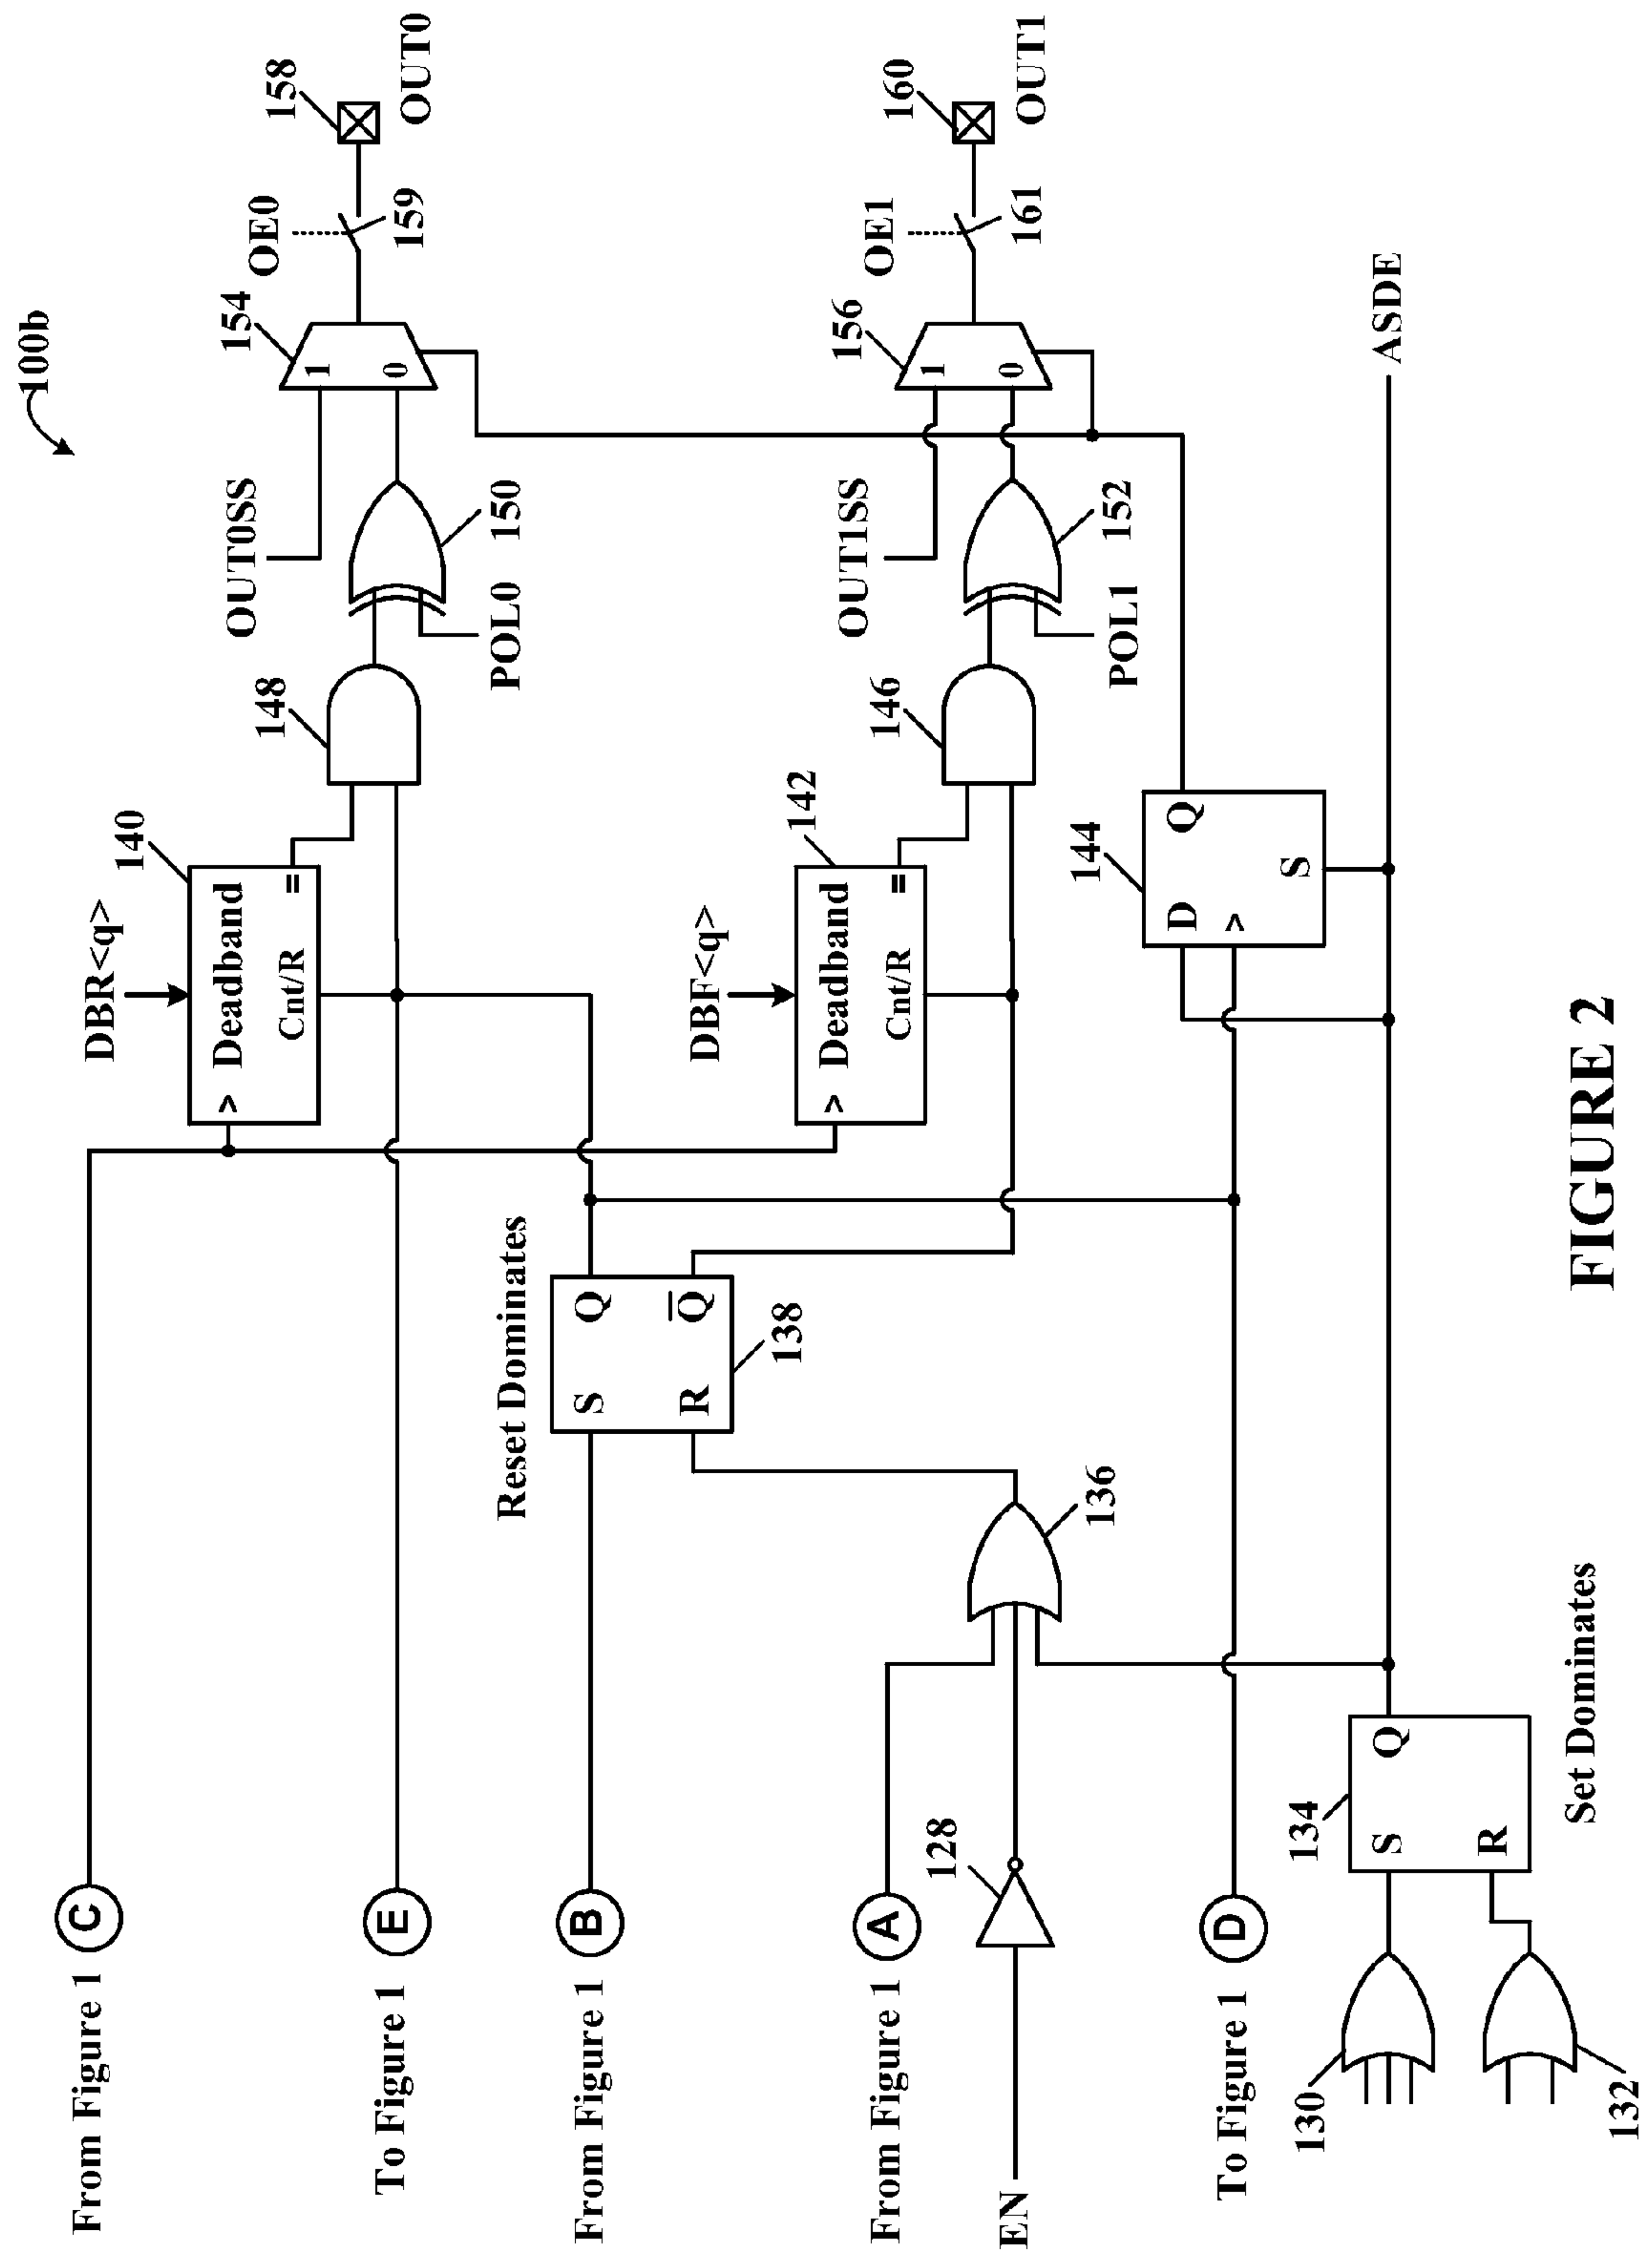 100b
From Figure 1
C
To Figure 1
E
From Figure 1
B
From Figure 1
A
EN
128
To Figure 1
D
130
132
134
S
Q
R
Set Dominates
136
Reset Dominates
S
Q
R
Q
138
DBR<q>
140
>
Deadband
Cnt/R
=
DBF<q>
142
>
Deadband
Cnt/R
=
144
D
Q
>
S
148
146
OUT0SS
150
POL0
OUT1SS
152
POL1
154
1
0
156
1
0
OE0
159
OE1
161
158
OUT0
160
OUT1
ASDE
FIGURE 2